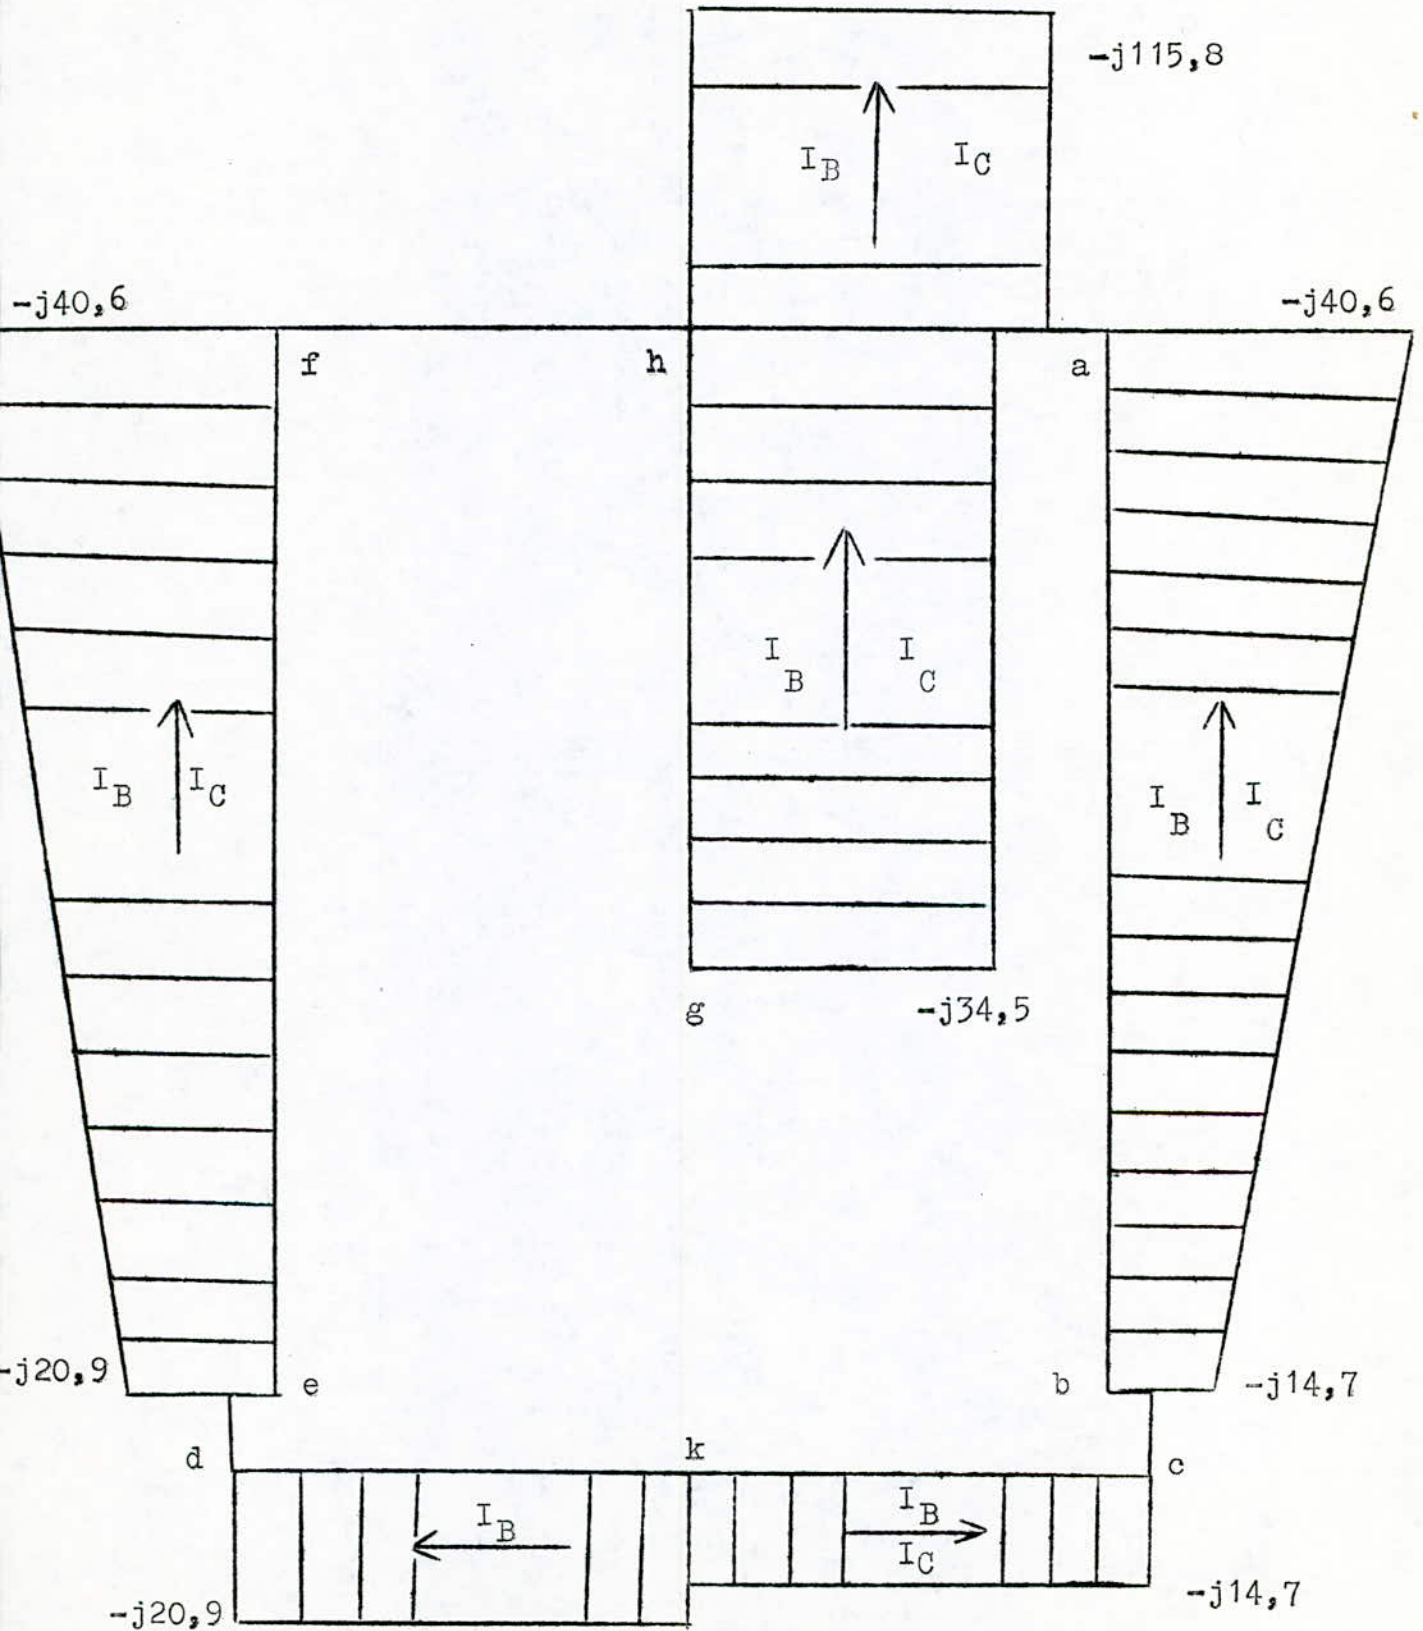 -j115,8
I_B I_C
-j40,6 -j40,6
f h a
I_B I_C
I_B I_C
I_B I_C
g -j34,5
-j20,9 e b -j14,7
d k c
I_B I_B
I_C
-j20,9 -j14,7